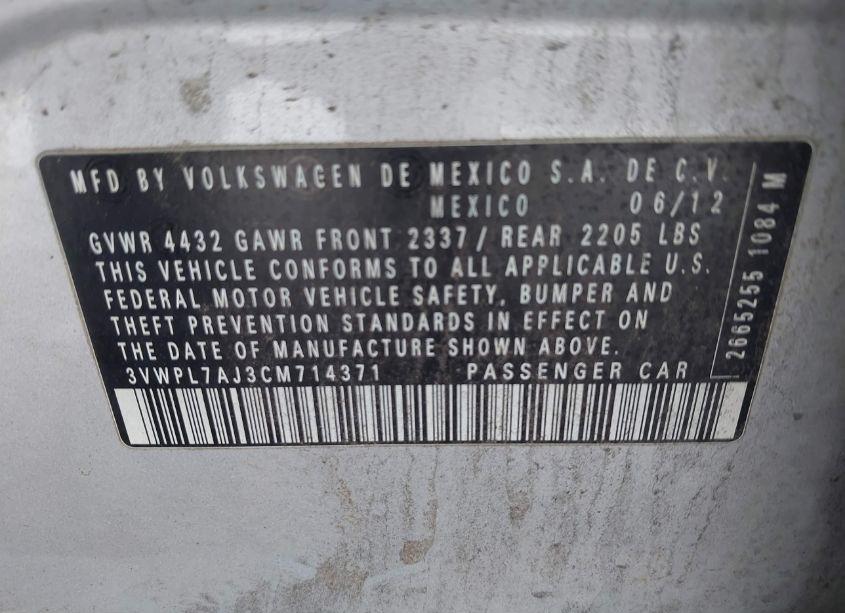 MFD BY VOLKSWAGEN DE MEXICO S.A. DE C.V.
MEXICO 06/12
GVWR 4432 GAWR FRONT 2337/ REAR 2205 LBS
THIS VEHICLE CONFORMS TO ALL APPLICABLE U.S.
FEDERAL MOTOR VEHICLE SAFETY, BUMPER AND
THEFT PREVENTION STANDARDS IN EFFECT ON
THE DATE OF MANUFACTURE SHOWN ABOVE.
3VWPL7AJ3CM714371 PASSENGER CAR
2665255 1084 M